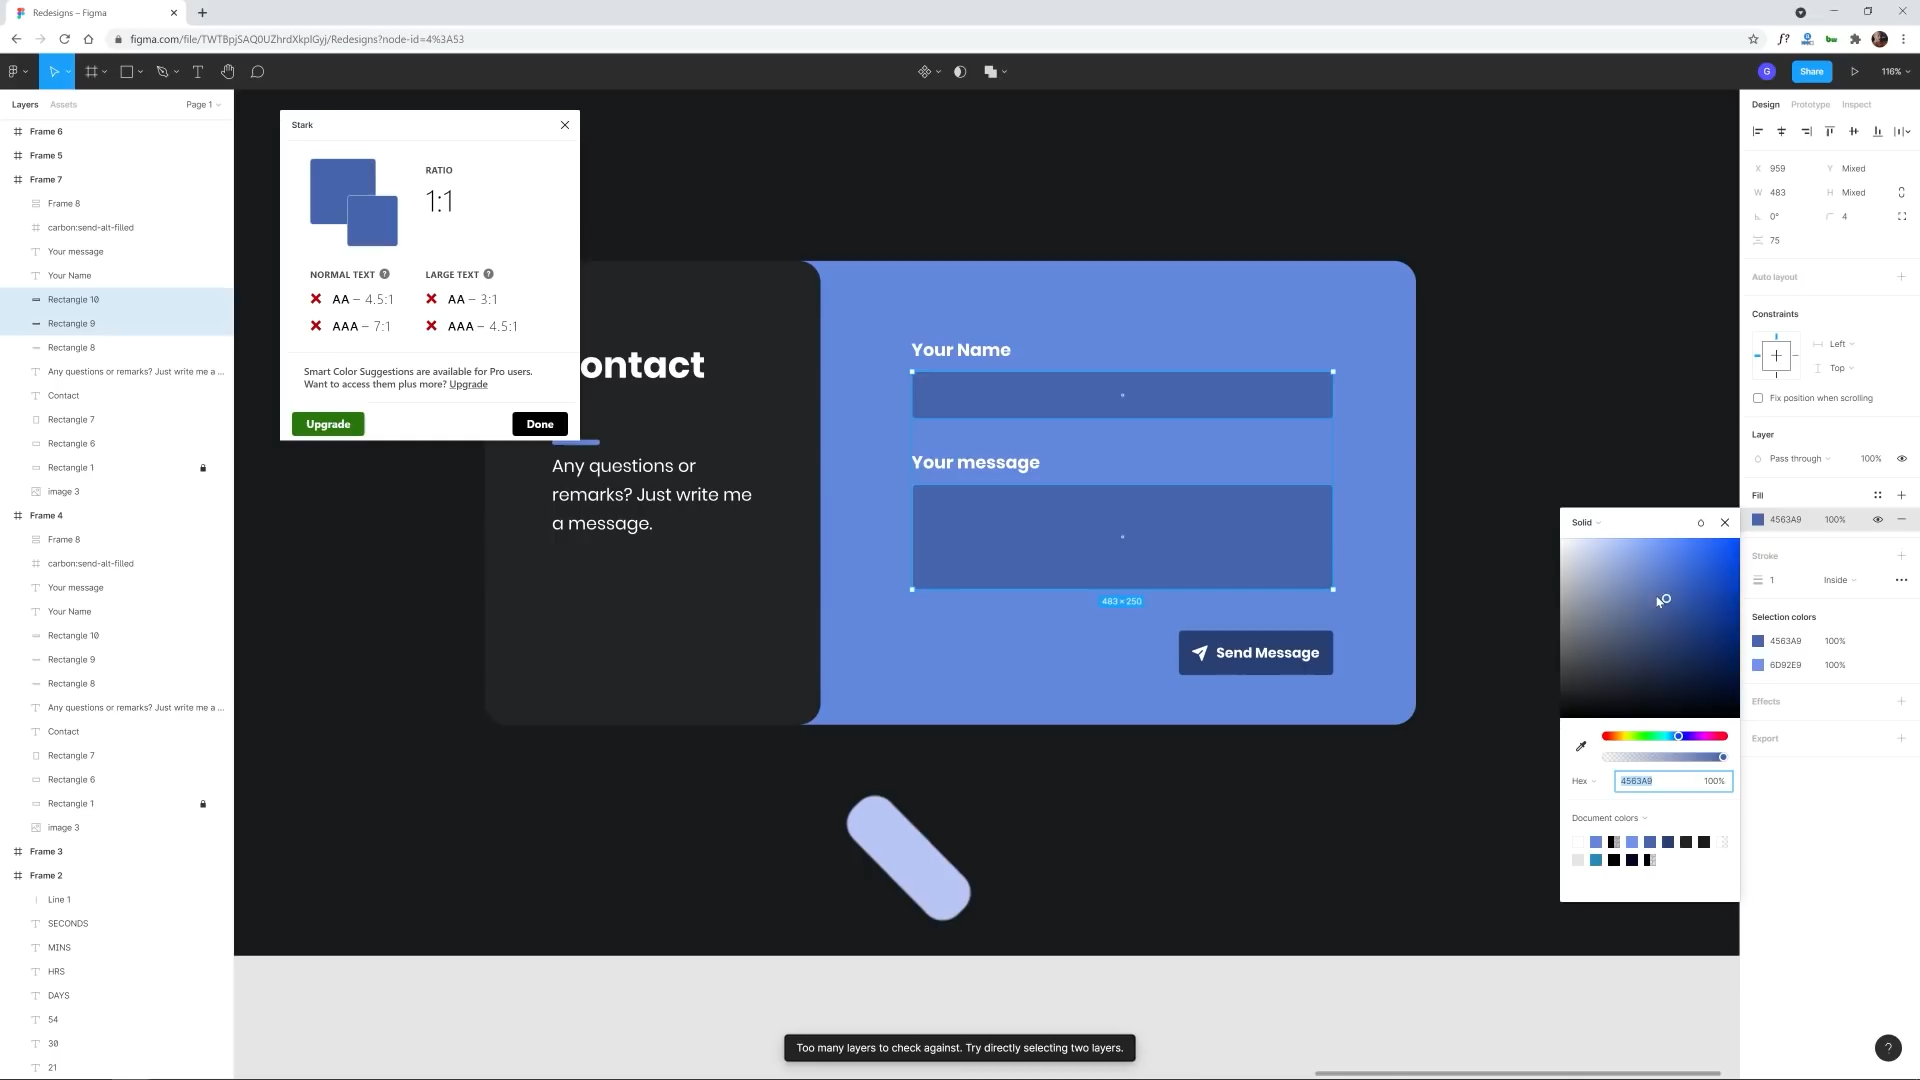 Redesigns – Figma
figma.com/file/TWTBpjSAQ0UZhrdXkpIGyj/Redesigns?node-id=4%3A53
f?
G
Share
116%
Layers
Assets
Page 1
Frame 6
Frame 5
Frame 7
Frame 8
carbon:send-alt-filled
Your message
Your Name
Rectangle 10
Rectangle 9
Rectangle 8
Any questions or remarks? Just write me a ...
Contact
Rectangle 7
Rectangle 6
Rectangle 1
image 3
Frame 4
Frame 8
carbon:send-alt-filled
Your message
Your Name
Rectangle 10
Rectangle 9
Rectangle 8
Any questions or remarks? Just write me a ...
Contact
Rectangle 7
Rectangle 6
Rectangle 1
image 3
Frame 3
Frame 2
Line 1
SECONDS
MINS
HRS
DAYS
54
30
21
Stark
RATIO
1:1
NORMAL TEXT ?
LARGE TEXT ?
AA – 4.5:1
AA – 3:1
AAA – 7:1
AAA – 4.5:1
Smart Color Suggestions are available for Pro users.
Want to access them plus more? Upgrade
Upgrade
Done
ontact
Any questions or
remarks? Just write me
a message.
Your Name
Your message
483 × 250
Send Message
Too many layers to check against. Try directly selecting two layers.
Solid
Hex
4563A9
100%
Document colors
Design
Prototype
Inspect
X 959
Y Mixed
W 483
H Mixed
0°
4
75
Auto layout
Constraints
Left
Top
Fix position when scrolling
Layer
Pass through
100%
Fill
4563A9 100%
Stroke
1
Inside
Selection colors
4563A9 100%
6D92E9 100%
Effects
Export
?